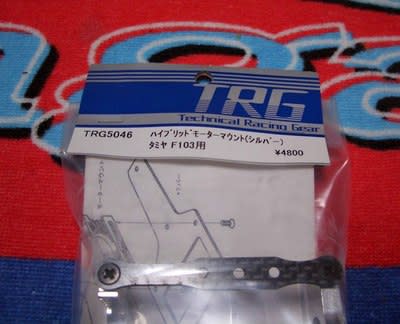 TRG
Technical Racing Gear
TRG5046 ハイブリッドモーターマウント(シルバー)
タミヤ F103用
¥4800